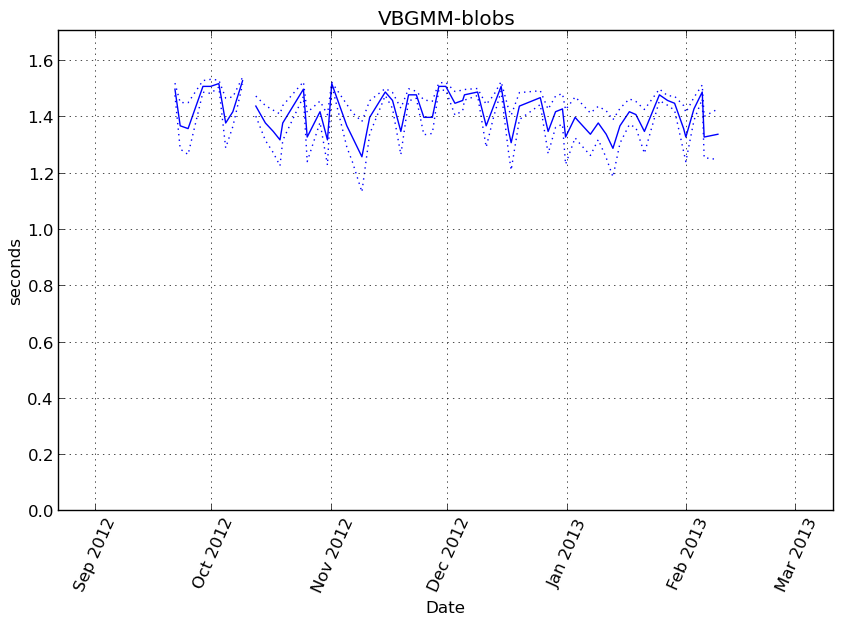 VBGMM-blobs
1.6
1.4
1.2
1.0
0.8
0.6
0.4
0.2
0.0
seconds
Sep 2012
Oct 2012
Nov 2012
Dec 2012
Jan 2013
Feb 2013
Mar 2013
Date